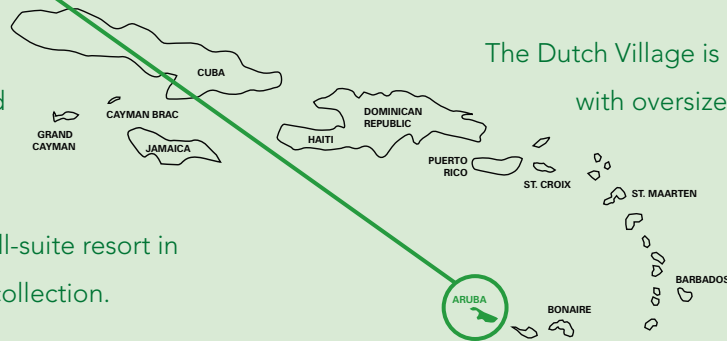 The Dutch Village is
with oversize
CUBA
CAYMAN BRAC
GRAND
CAYMAN
JAMAICA
HAITI
DOMINICAN
REPUBLIC
PUERTO
RICO
ST. CROIX
ST. MAARTEN
ll-suite resort in
collection.
ARUBA
BONAIRE
BARBADOS